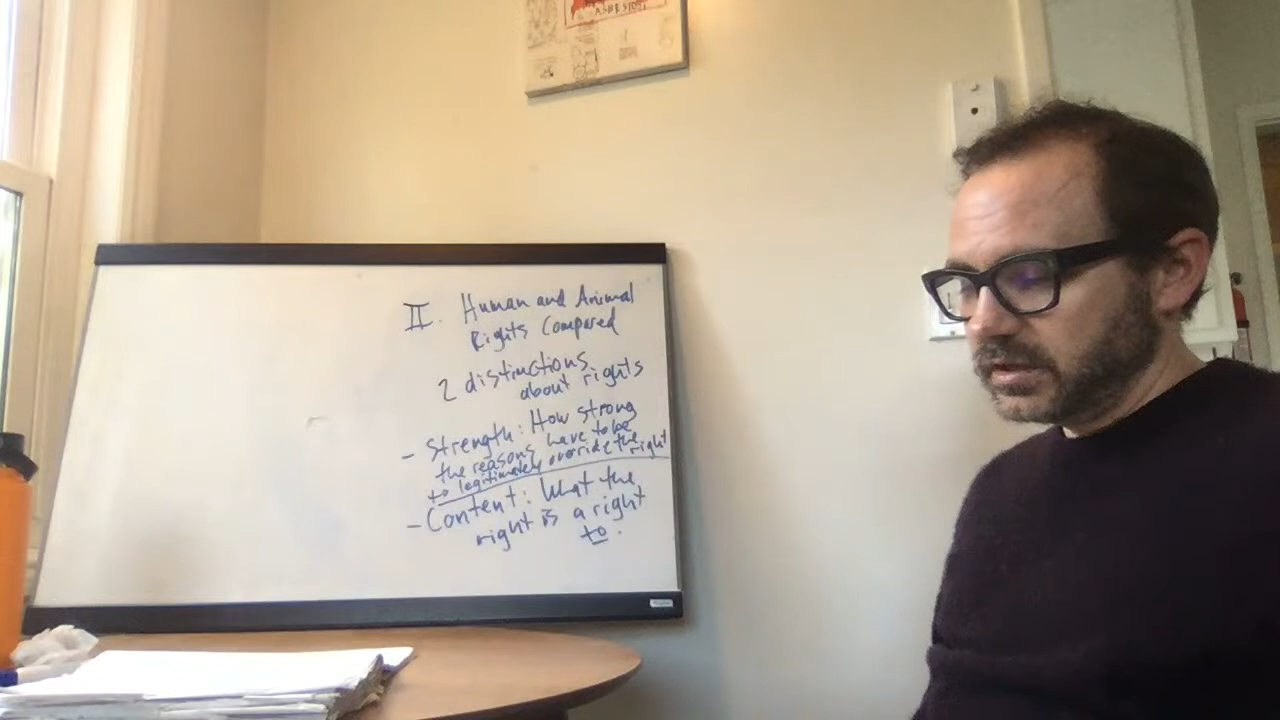 ASBESTOS
II. Human and Animal
Rights Compared
2 distinctions
about rights
- Strength: How strong
the reasons have to be
to legitimately override the right
- Content: What the
right is a right
to.